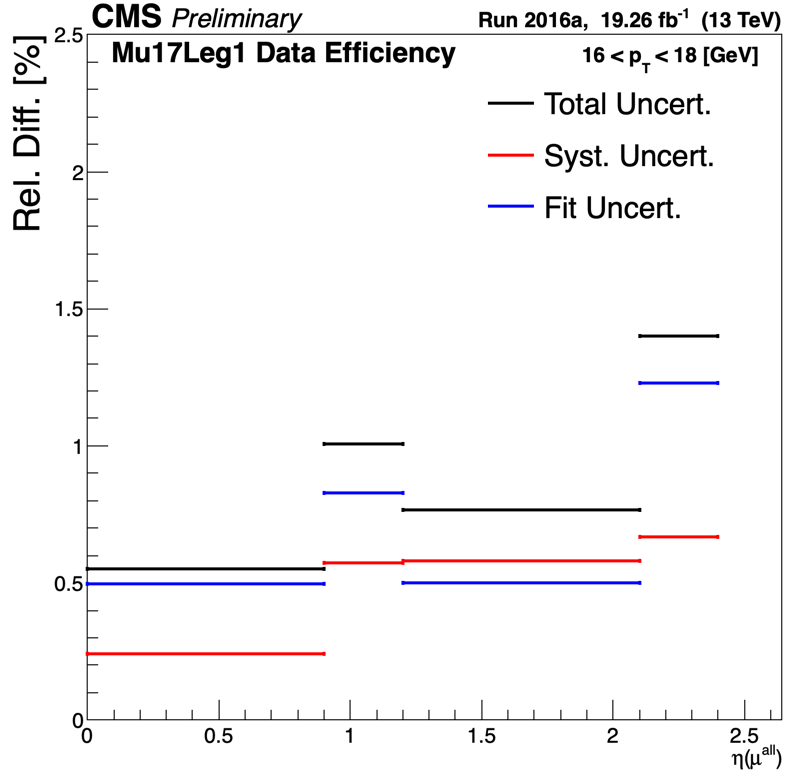 CMS Preliminary
Run 2016a, 19.26 fb⁻¹ (13 TeV)
Mu17Leg1 Data Efficiency
16 < p_T < 18 [GeV]
Total Uncert.
Syst. Uncert.
Fit Uncert.
Rel. Diff. [%]
2.5
2
1.5
1
0.5
0
0 0.5 1 1.5 2 2.5
η(μ^all)